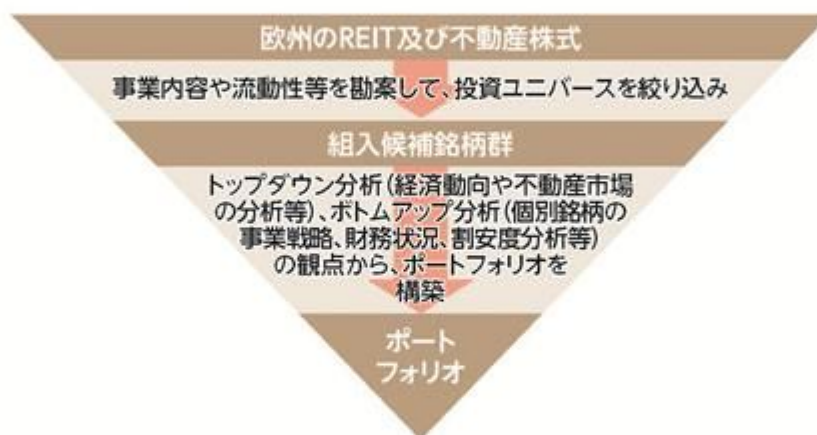 欧州のREIT及び不動産株式
事業内容や流動性等を勘案して、投資ユニバースを絞り込み
組入候補銘柄群
トップダウン分析(経済動向や不動産市場
の分析等)、ボトムアップ分析(個別銘柄の
事業戦略、財務状況、割安度分析等)
の観点から、ポートフォリオを
構築
ポート
フォリオ